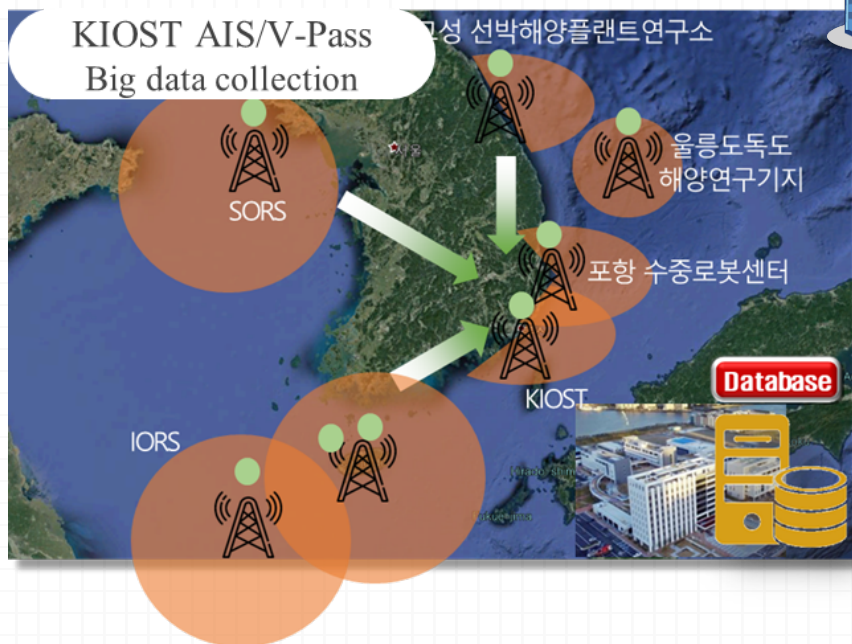 KIOST AIS/V-Pass
Big data collection
고성 선박해양플랜트연구소
서울
울릉도독도
해양연구기지
SORS
포항 수중로봇센터
KIOST
Database
IORS